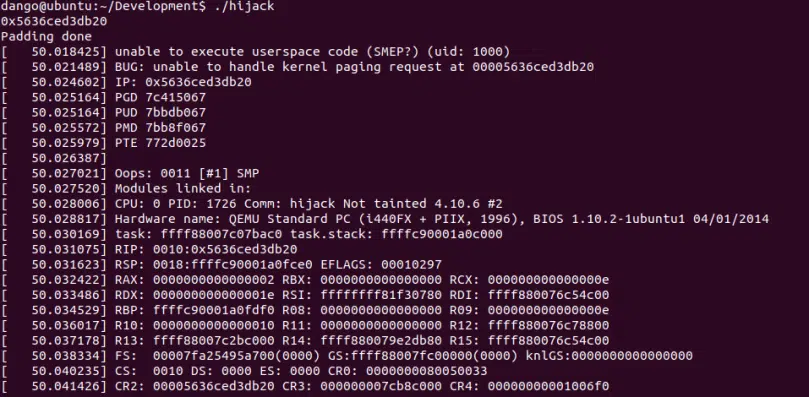 dango@ubuntu:~/Development$ ./hijack
0x5636ced3db20
Padding done
[   50.018425] unable to execute userspace code (SMEP?) (uid: 1000)
[   50.021489] BUG: unable to handle kernel paging request at 00005636ced3db20
[   50.024602] IP: 0x5636ced3db20
[   50.025164] PGD 7c415067
[   50.025164] PUD 7bbdb067
[   50.025572] PMD 7bb8f067
[   50.025979] PTE 772d0025
[   50.026387]
[   50.027021] Oops: 0011 [#1] SMP
[   50.027520] Modules linked in:
[   50.028006] CPU: 0 PID: 1726 Comm: hijack Not tainted 4.10.6 #2
[   50.028817] Hardware name: QEMU Standard PC (i440FX + PIIX, 1996), BIOS 1.10.2-1ubuntu1 04/01/2014
[   50.030169] task: ffff88007c07bac0 task.stack: ffffc90001a0c000
[   50.031075] RIP: 0010:0x5636ced3db20
[   50.031623] RSP: 0018:ffffc90001a0fce0 EFLAGS: 00010297
[   50.032422] RAX: 0000000000000002 RBX: 0000000000000000 RCX: 000000000000000e
[   50.033486] RDX: 000000000000001e RSI: ffffffff81f30780 RDI: ffff880076c54c00
[   50.034529] RBP: ffffc90001a0fdf0 R08: 0000000000000000 R09: 000000000000000e
[   50.036017] R10: 0000000000000010 R11: 0000000000000000 R12: ffff880076c78800
[   50.037178] R13: ffff88007c2bc000 R14: ffff880079e2db80 R15: ffff880076c54c00
[   50.038334] FS:  00007fa25495a700(0000) GS:ffff88007fc00000(0000) knlGS:0000000000000000
[   50.040235] CS:  0010 DS: 0000 ES: 0000 CR0: 0000000080050033
[   50.041426] CR2: 00005636ced3db20 CR3: 000000007cb8c000 CR4: 00000000001006f0